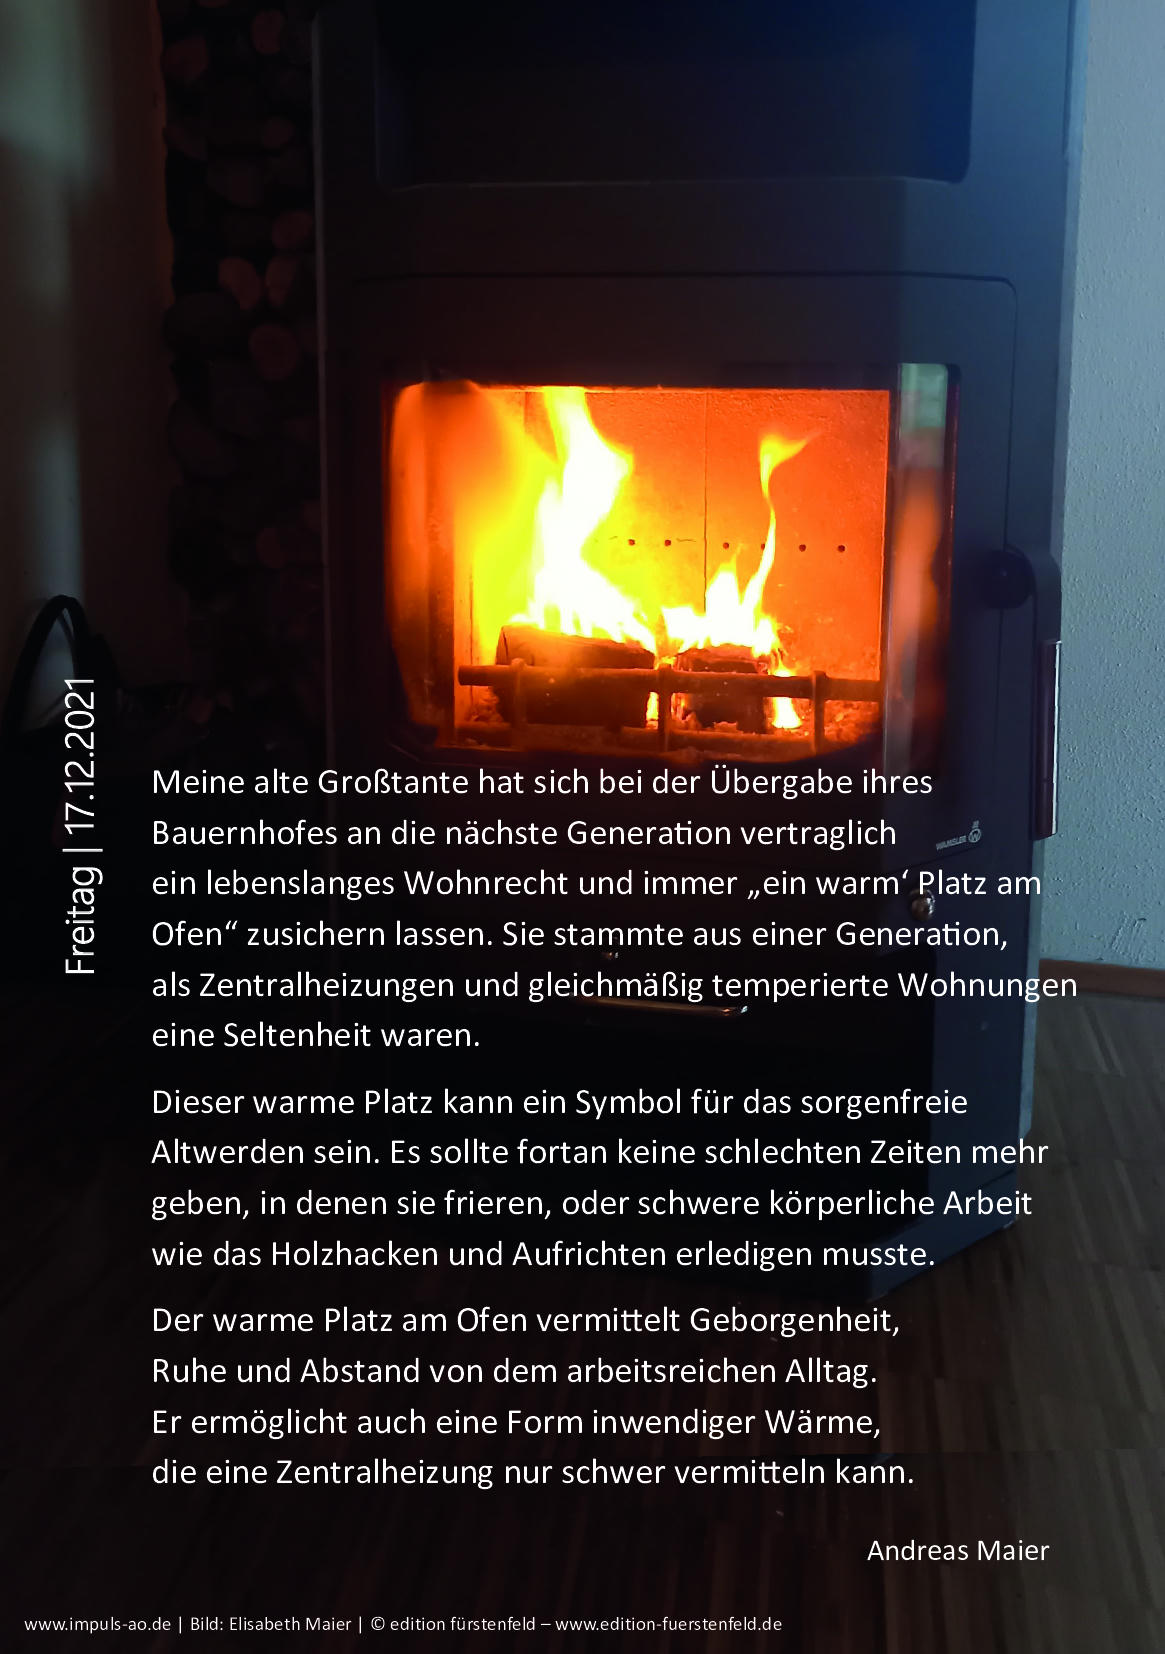 Freitag | 17.12.2021
Meine alte Großtante hat sich bei der Übergabe ihres
Bauernhofes an die nächste Generation vertraglich
ein lebenslanges Wohnrecht und immer „ein warm‘ Platz am
Ofen“ zusichern lassen. Sie stammte aus einer Generation,
als Zentralheizungen und gleichmäßig temperierte Wohnungen
eine Seltenheit waren.
Dieser warme Platz kann ein Symbol für das sorgenfreie
Altwerden sein. Es sollte fortan keine schlechten Zeiten mehr
geben, in denen sie frieren, oder schwere körperliche Arbeit
wie das Holzhacken und Aufrichten erledigen musste.
Der warme Platz am Ofen vermittelt Geborgenheit,
Ruhe und Abstand von dem arbeitsreichen Alltag.
Er ermöglicht auch eine Form inwendiger Wärme,
die eine Zentralheizung nur schwer vermitteln kann.
Andreas Maier
WAMSLER
www.impuls-ao.de | Bild: Elisabeth Maier | © edition fürstenfeld – www.edition-fuerstenfeld.de